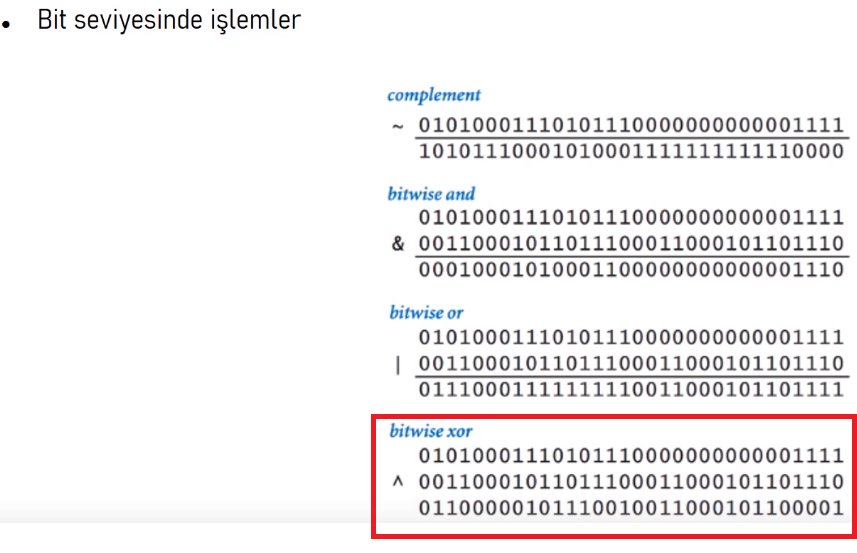 • Bit seviyesinde işlemler
complement
~ 01010001110101110000000000001111
10101110001010001111111111110000
bitwise and
01010001110101110000000000001111
& 00110001011011100011000101101110
00010001010001100000000000001110
bitwise or
01010001110101110000000000001111
| 00110001011011100011000101101110
01110001111111110011000101101111
bitwise xor
01010001110101110000000000001111
^ 00110001011011100011000101101110
01100000101110010011000101100001